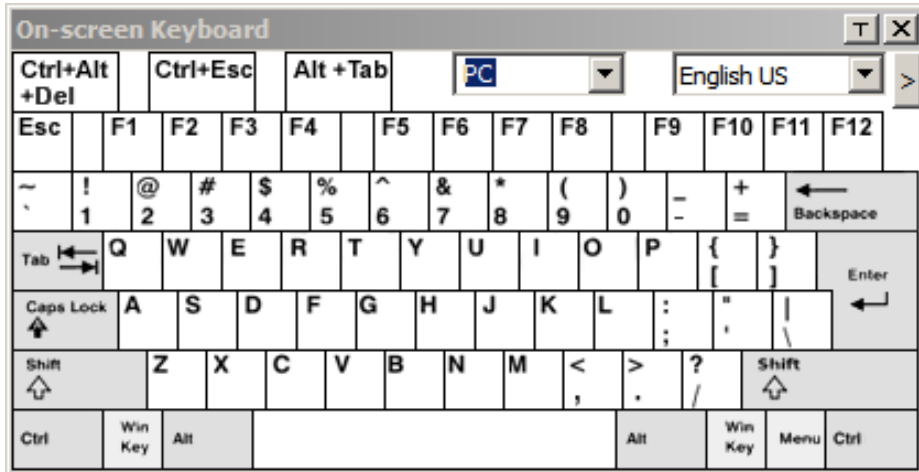 On-screen Keyboard T X
Ctrl+Alt +Del Ctrl+Esc Alt +Tab PC English US >
Esc F1 F2 F3 F4 F5 F6 F7 F8 F9 F10 F11 F12
~ ! @ # $ % ^ & * ( ) _ +
` 1 2 3 4 5 6 7 8 9 0 - = Backspace
Tab Q W E R T Y U I O P { }
[ ] Enter
Caps Lock A S D F G H J K L : " |
; ' \
Shift Z X C V B N M < > ? Shift
, . /
Ctrl Win Key Alt Alt Win Key Menu Ctrl